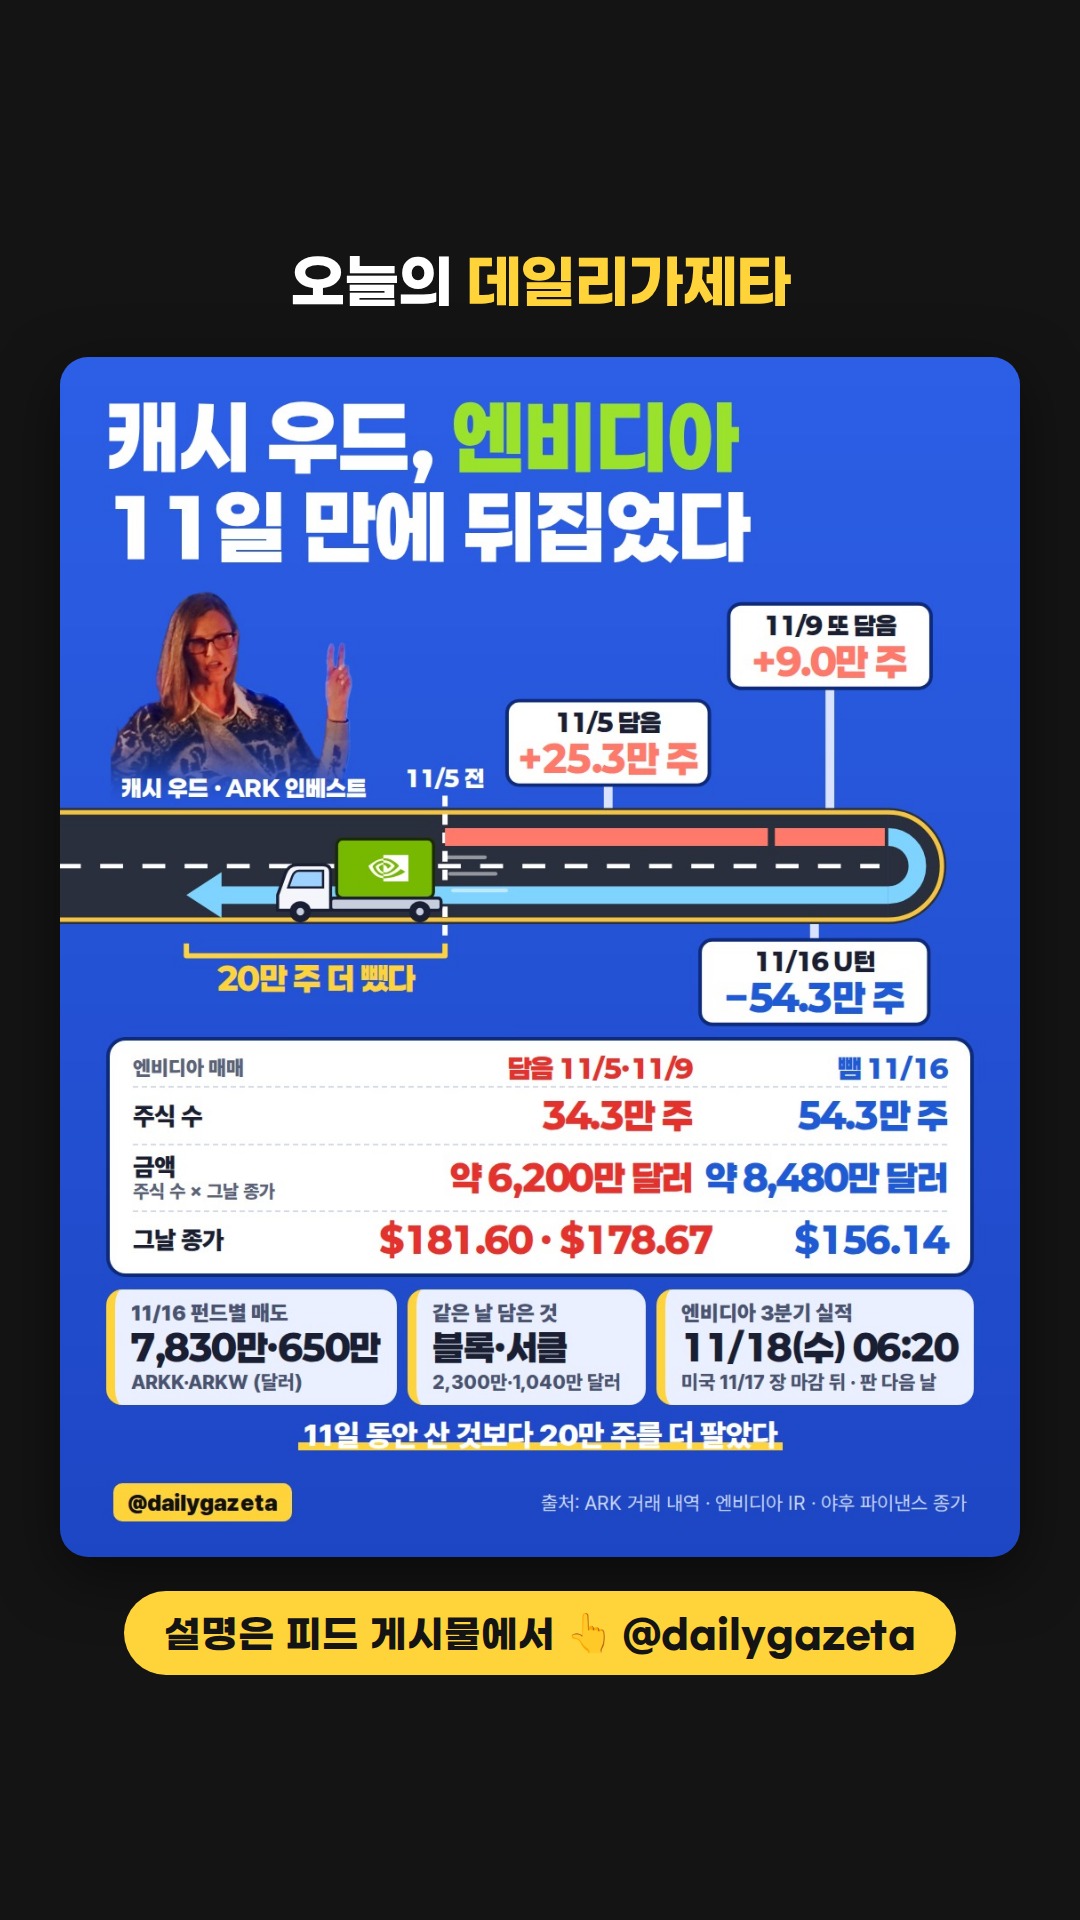 오늘의 데일리가제타
캐시 우드, 엔비디아
11일 만에 뒤집었다
11/9 또 담음
+9.0만 주
11/5 담음
+25.3만 주
11/5 전
캐시 우드 · ARK 인베스트
20만 주 더 뺐다
11/16 U턴
−54.3만 주
엔비디아 매매
담음 11/5·11/9
뺌 11/16
주식 수
34.3만 주
54.3만 주
금액
주식 수 × 그날 종가
약 6,200만 달러
약 8,480만 달러
그날 종가
$181.60 · $178.67
$156.14
11/16 펀드별 매도
7,830만·650만
ARKK·ARKW (달러)
같은 날 담은 것
블록·서클
2,300만·1,040만 달러
엔비디아 3분기 실적
11/18(수) 06:20
미국 11/17 장 마감 뒤 · 판 다음 날
11일 동안 산 것보다 20만 주를 더 팔았다
@dailygazeta
출처: ARK 거래 내역 · 엔비디아 IR · 야후 파이낸스 종가
설명은 피드 게시물에서 👆 @dailygazeta